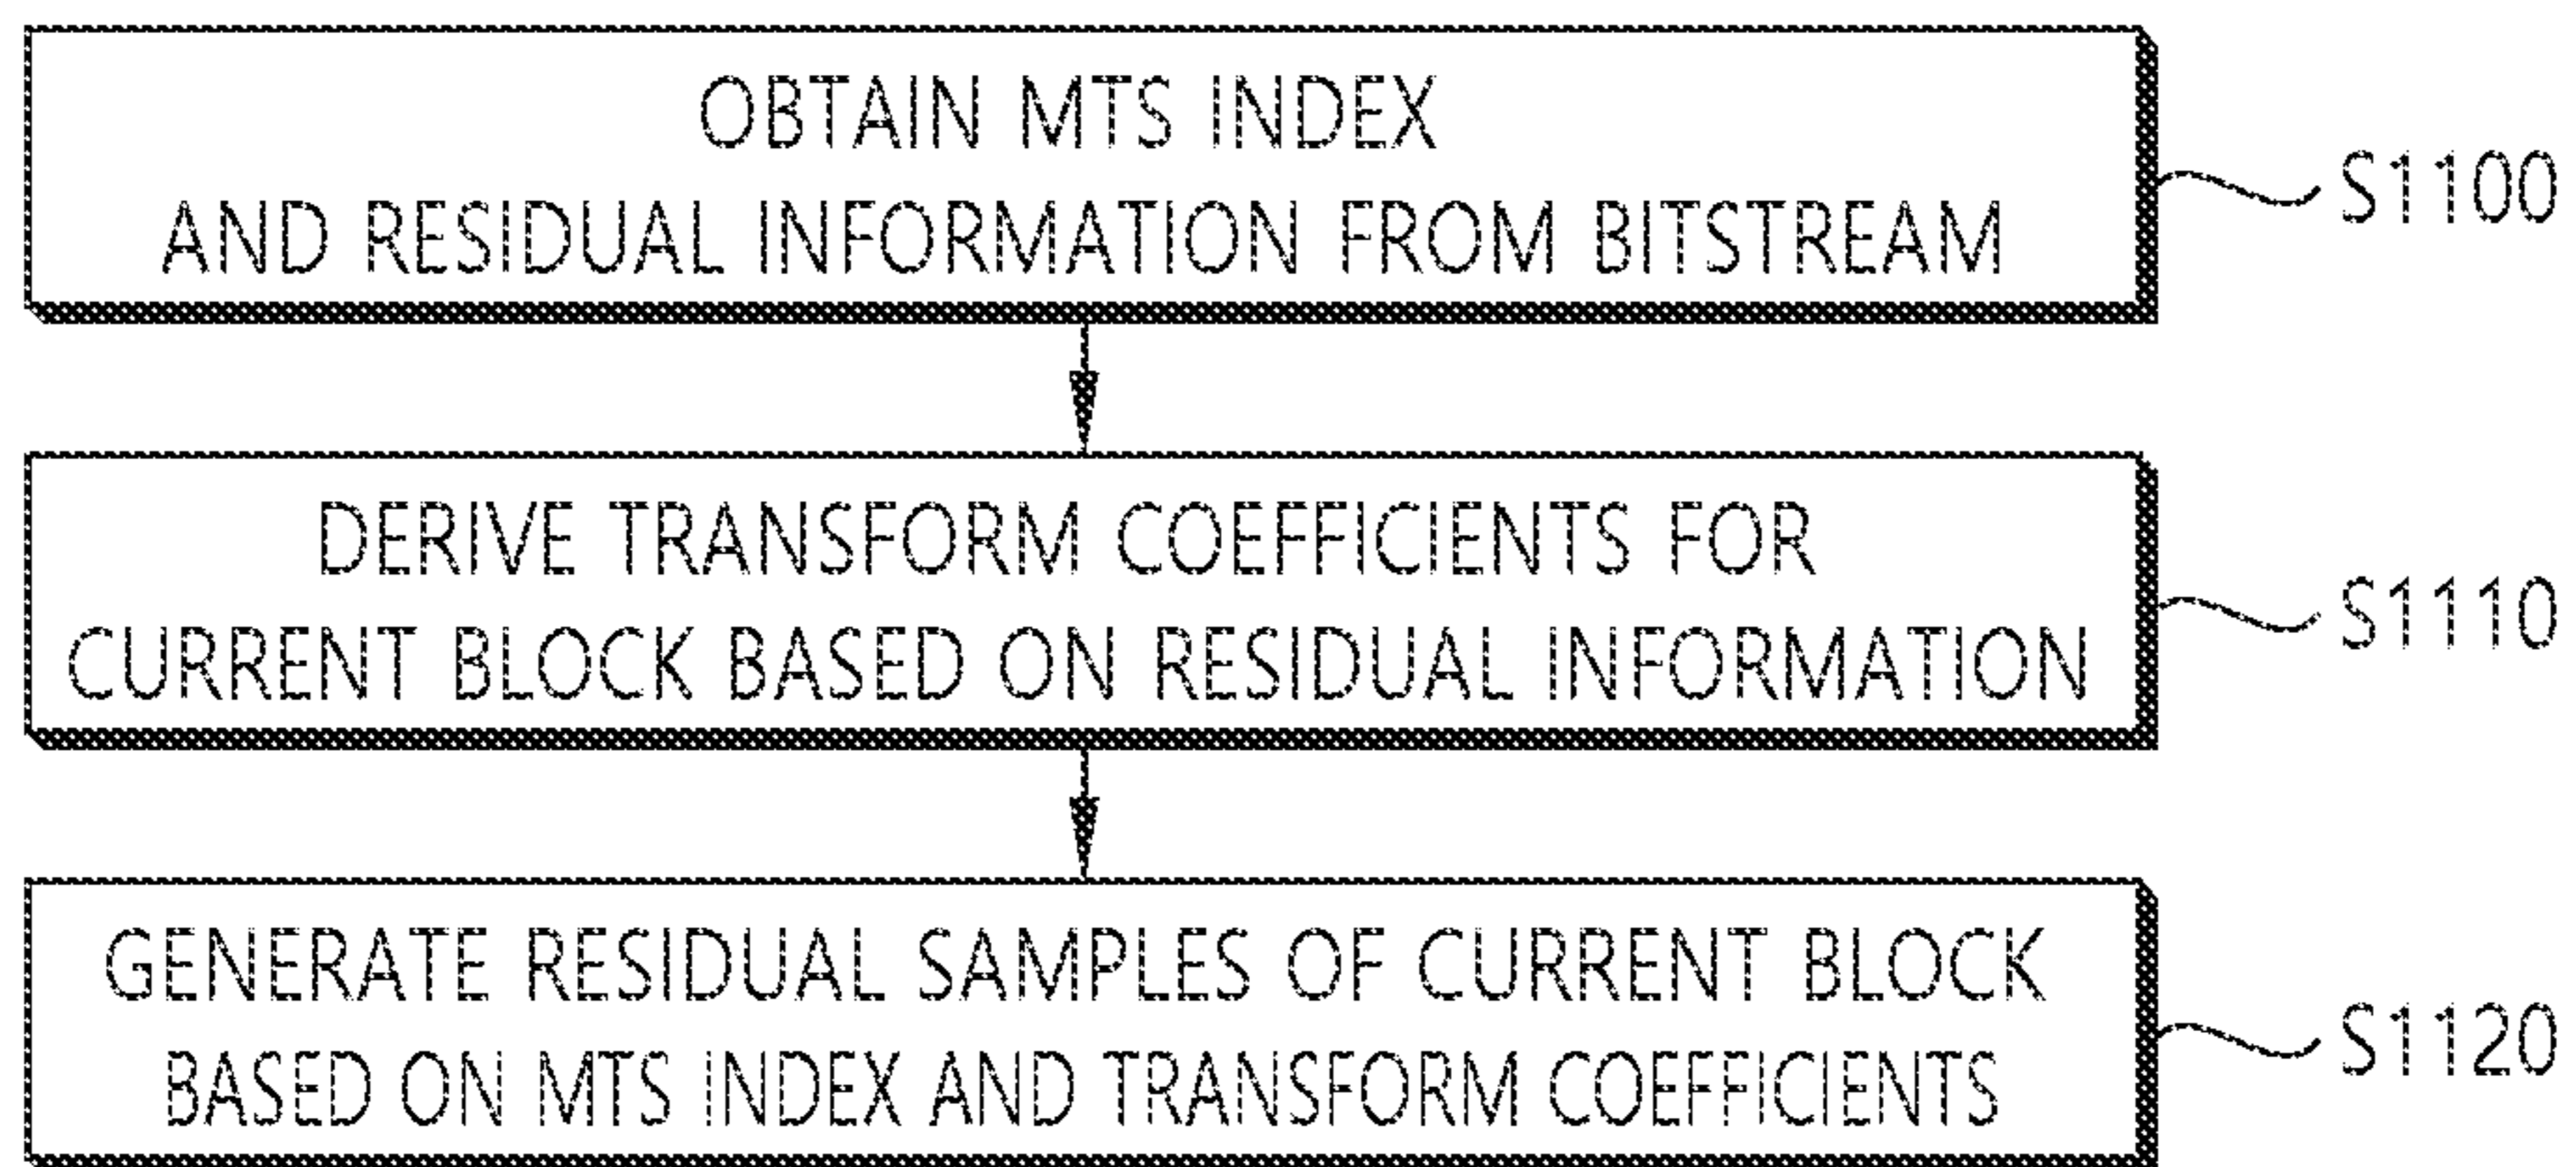 OBTAIN MTS INDEX
AND RESIDUAL INFORMATION FROM BITSTREAM
S1100
DERIVE TRANSFORM COEFFICIENTS FOR
CURRENT BLOCK BASED ON RESIDUAL INFORMATION
S1110
GENERATE RESIDUAL SAMPLES OF CURRENT BLOCK
BASED ON MTS INDEX AND TRANSFORM COEFFICIENTS
S1120